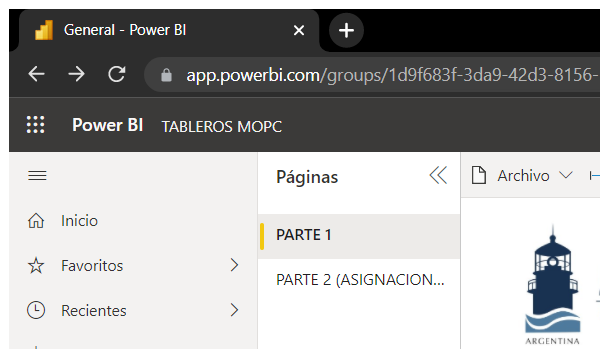 General - Power BI
app.powerbi.com/groups/1d9f683f-3da9-42d3-8156-
Power BI TABLEROS MOPC
Páginas
Archivo
Inicio
PARTE 1
Favoritos
PARTE 2 (ASIGNACION...
Recientes
ARGENTINA